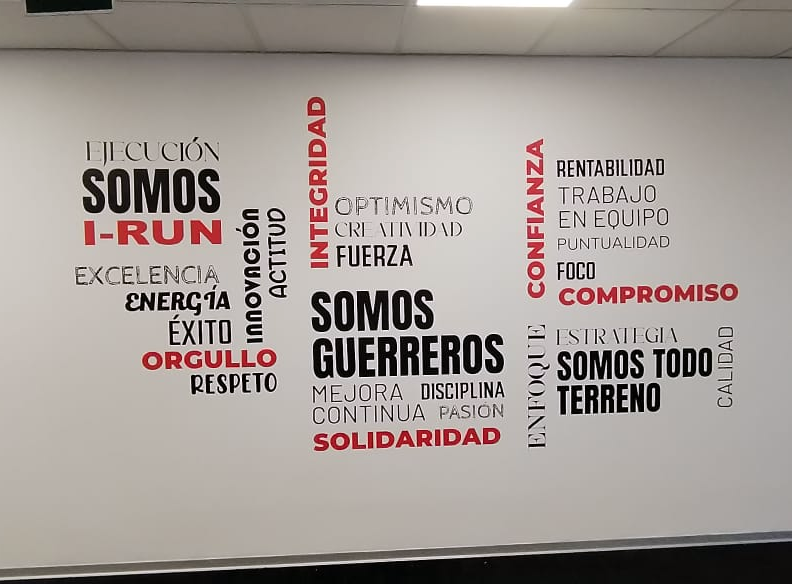 EJECUCIÓN
SOMOS
I-RUN
EXCELENCIA
ENERGÍA
ÉXITO
ORGULLO
RESPETO
INNOVACIÓN
ACTITUD
INTEGRIDAD
OPTIMISMO
CREATIVIDAD
FUERZA
SOMOS
GUERREROS
MEJORA DISCIPLINA
CONTINUA PASIÓN
SOLIDARIDAD
CONFIANZA
RENTABILIDAD
TRABAJO
EN EQUIPO
PUNTUALIDAD
FOCO
COMPROMISO
ENFOQUE
ESTRATEGIA
SOMOS TODO
TERRENO
CALIDAD